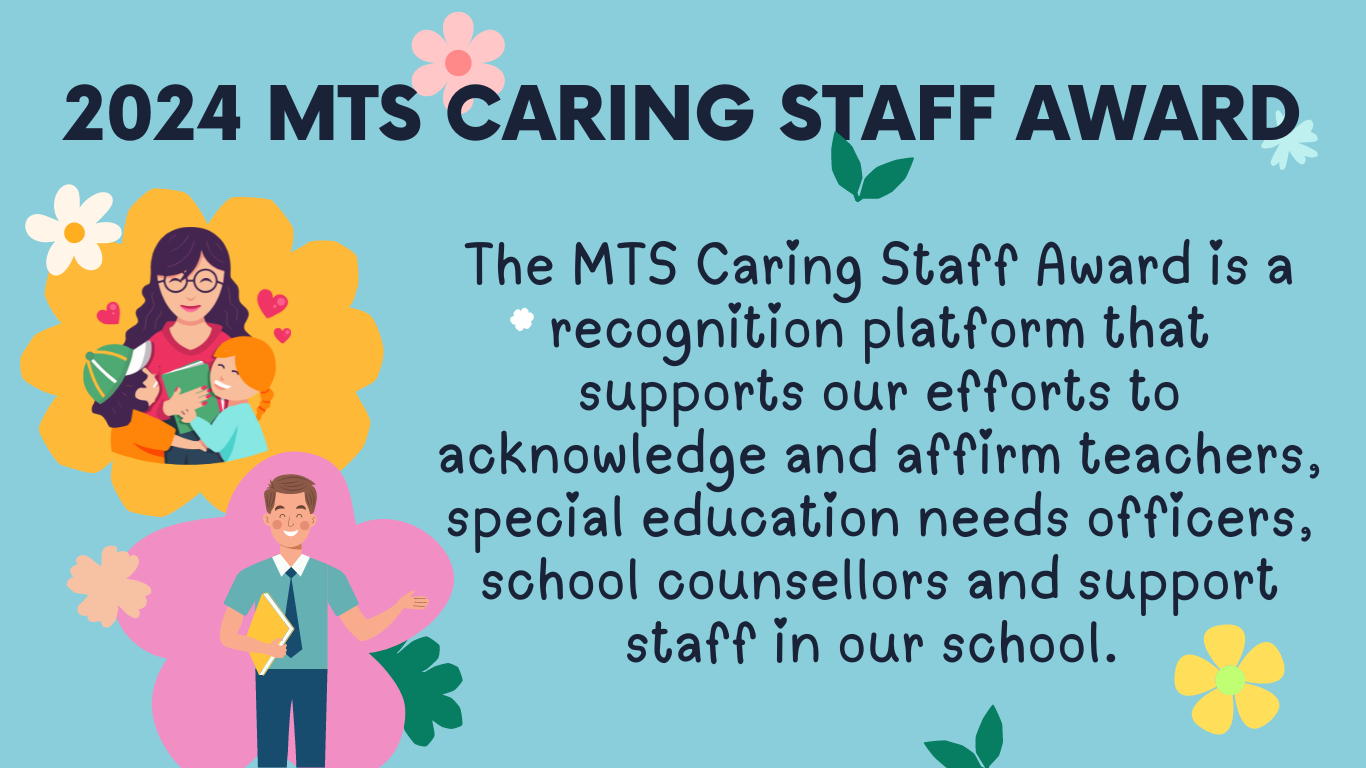 2024 MTS CARING STAFF AWARD
The MTS Caring Staff Award is a
recognition platform that
supports our efforts to
acknowledge and affirm teachers,
special education needs officers,
school counsellors and support
staff in our school.